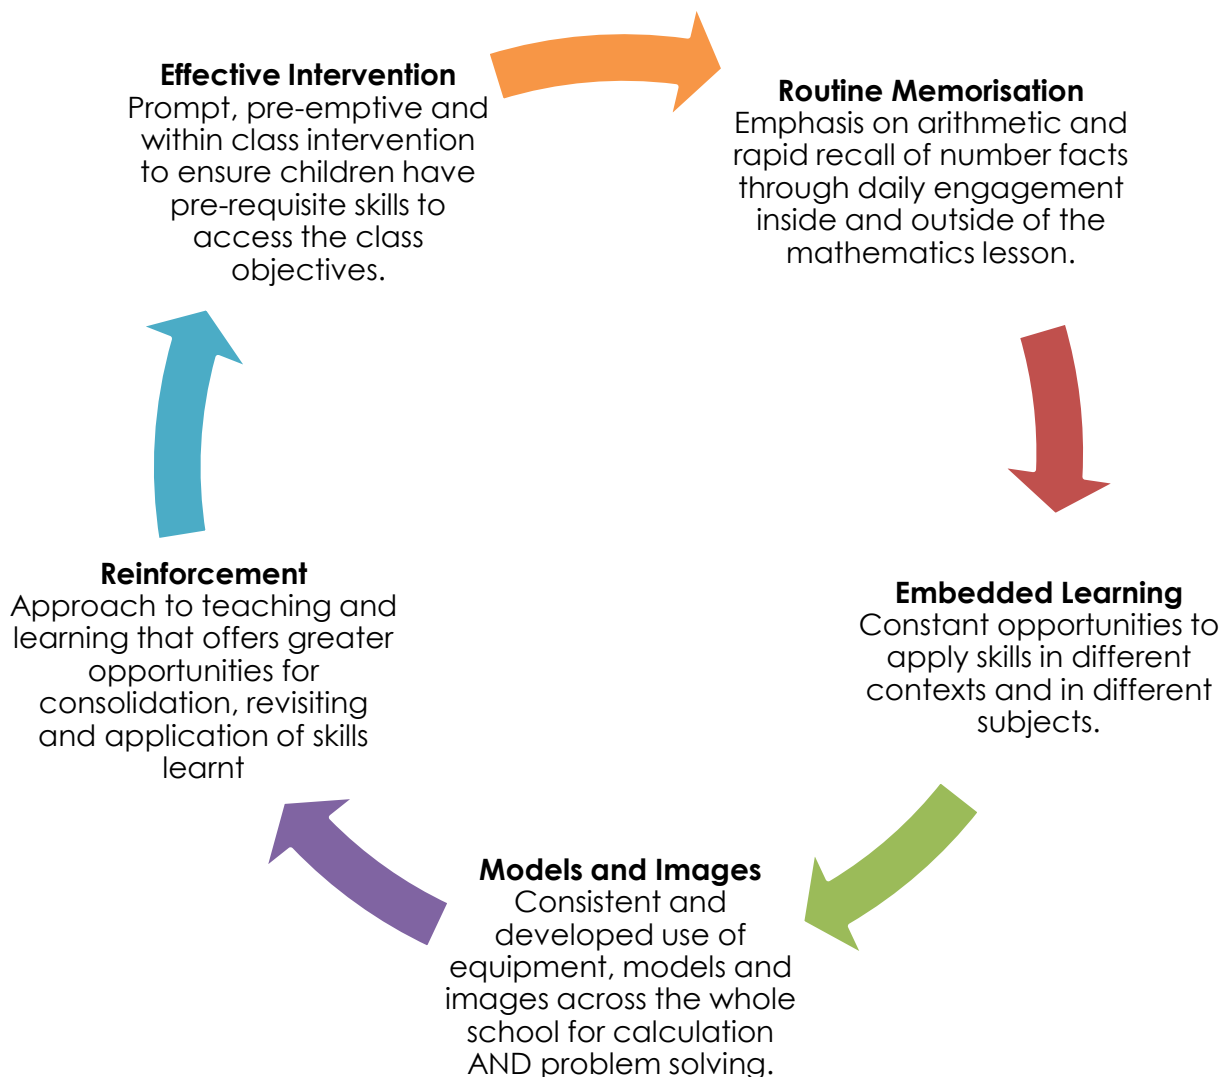 Effective Intervention
Prompt, pre-emptive and
within class intervention
to ensure children have
pre-requisite skills to
access the class
objectives.
Routine Memorisation
Emphasis on arithmetic and
rapid recall of number facts
through daily engagement
inside and outside of the
mathematics lesson.
Embedded Learning
Constant opportunities to
apply skills in different
contexts and in different
subjects.
Models and Images
Consistent and
developed use of
equipment, models and
images across the whole
school for calculation
AND problem solving.
Reinforcement
Approach to teaching and
learning that offers greater
opportunities for
consolidation, revisiting
and application of skills
learnt